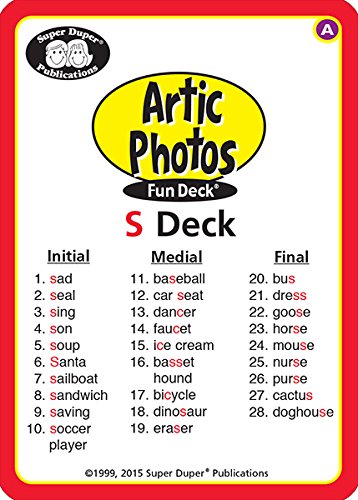 Super Duper®
Publications
A
Artic
Photos
Fun Deck®
S Deck
Initial
1. sad
2. seal
3. sing
4. son
5. soup
6. Santa
7. sailboat
8. sandwich
9. saving
10. soccer
player
Medial
11. baseball
12. car seat
13. dancer
14. faucet
15. ice cream
16. basset
hound
17. bicycle
18. dinosaur
19. eraser
Final
20. bus
21. dress
22. goose
23. horse
24. mouse
25. nurse
26. purse
27. cactus
28. doghouse
©1999, 2015 Super Duper® Publications